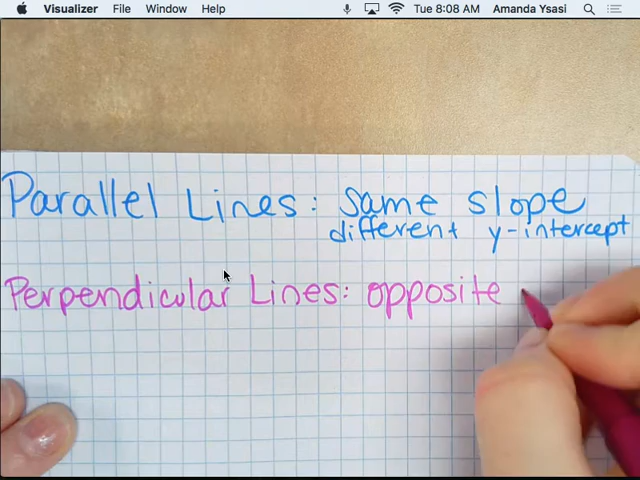 Visualizer File Window Help Tue 8:08 AM Amanda Ysasi
Parallel Lines: same slope
different y-intercept
Perpendicular Lines: opposite